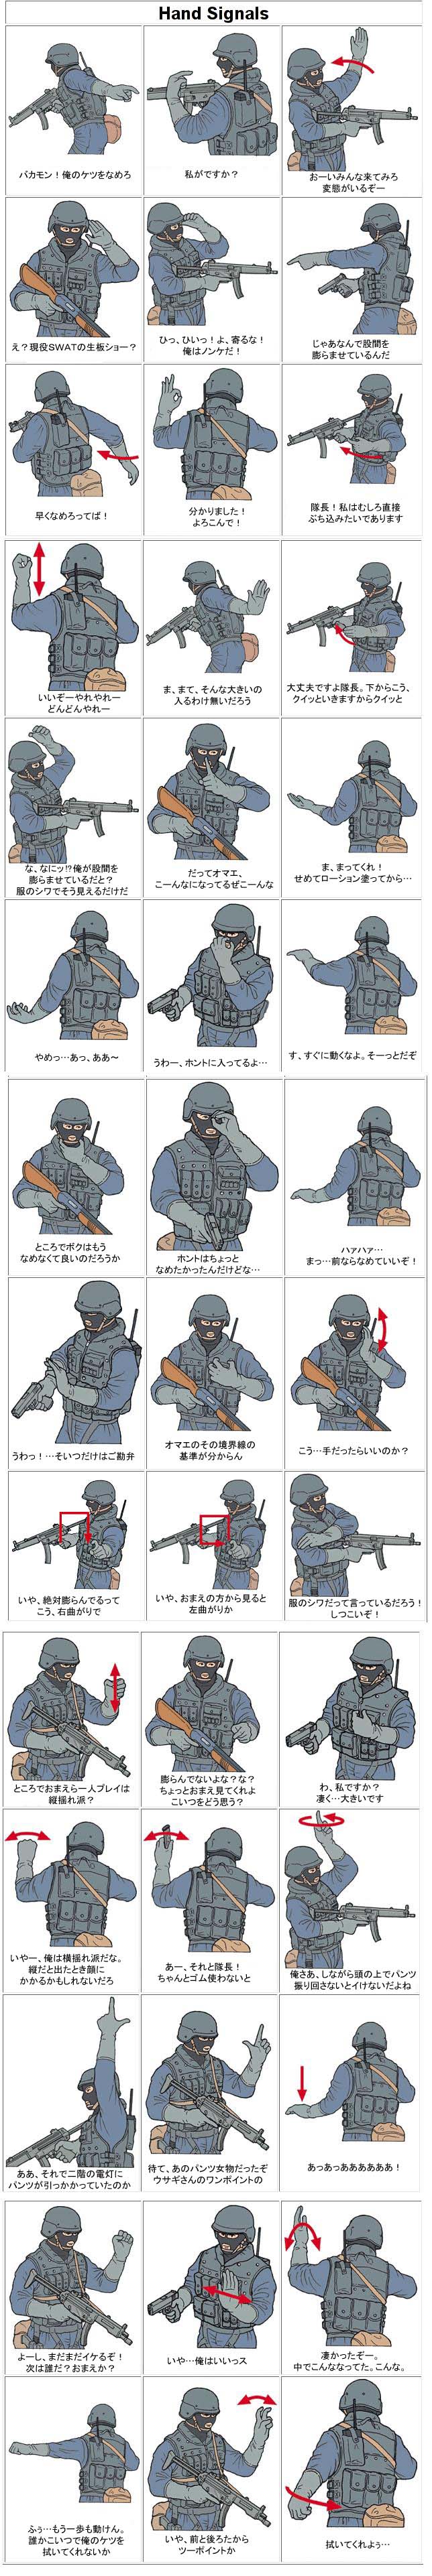 Hand Signals
バカモン！俺のケツをなめろ
私がですか？
おーいみんな来てみろ
変態がいるぞー
え？現役SWATの生板ショー？
ひっ、ひいっ！よ、寄るな！
俺はノンケだ！
じゃあなんで股間を
膨らませているんだ
早くなめろってば！
分かりました！
よろこんで！
隊長！私はむしろ直接
ぶち込みたいであります
いいぞーやれやれー
どんどんやれー
ま、まて、そんな大きいの
入るわけ無いだろう
大丈夫ですよ隊長。下からこう、
クイッといきますからクイッと
な、なにッ!?俺が股間を
膨らませているだと？
服のシワでそう見えるだけだ
だってオマエ、
こーんなになってるぜこーんな
ま、まってくれ！
せめてローション塗ってから…
やめっ…あっ、ああ～
うわー、ホントに入ってるよ…
す、すぐに動くなよ。そーっとだぞ
ところでボクはもう
なめなくて良いのだろうか
ホントはちょっと
なめたかったんだけどな…
ハァハァ…
まっ…前ならなめていいぞ！
うわっ！…そいつだけはご勘弁
オマエのその境界線の
基準が分からん
こう…手だったらいいのか？
いや、絶対膨らんでるって
こう、右曲がりで
いや、おまえの方から見ると
左曲がりか
服のシワだって言っているだろう！
しつこいぞ！
ところでおまえら一人プレイは
縦揺れ派？
膨らんでないよな？な？
ちょっとおまえ見てくれよ
こいつをどう思う？
わ、私ですか？
凄く…大きいです
いやー、俺は横揺れ派だな。
縦だと出たとき顔に
かかるかもしれないだろ
あー、それと隊長！
ちゃんとゴム使わないと
俺さあ、しながら頭の上でパンツ
振り回さないとイけないだよね
ああ、それで二階の電灯に
パンツが引っかかっていたのか
待て、あのパンツ女物だったぞ
ウサギさんのワンポイントの
あっあっああああああ！
よーし、まだまだイケるぞ！
次は誰だ？おまえか？
いや…俺はいいっス
凄かったぞー。
中でこんななってた。こんな。
ふぅ…もう一歩も動けん。
誰かこいつで俺のケツを
拭いてくれないか
いや、前と後ろだから
ツーポイントか
拭いてくれよぅ…